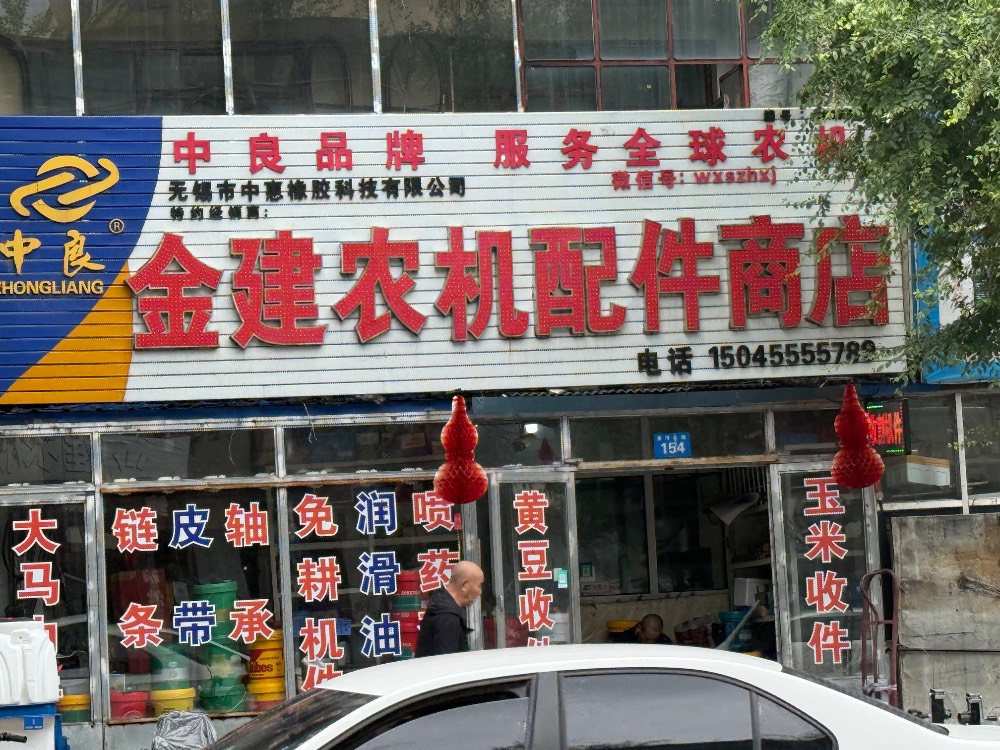 中良品牌 服务全球农机
微信号：wxszhxj
无锡市中惠橡胶科技有限公司
特约经销商：
®
中良
ZHONGLIANG
金建农机配件商店
电话 15045555789
154
大马
链条
皮带
轴承
免耕机件
润滑油
喷药
黄豆收件
玉米收件